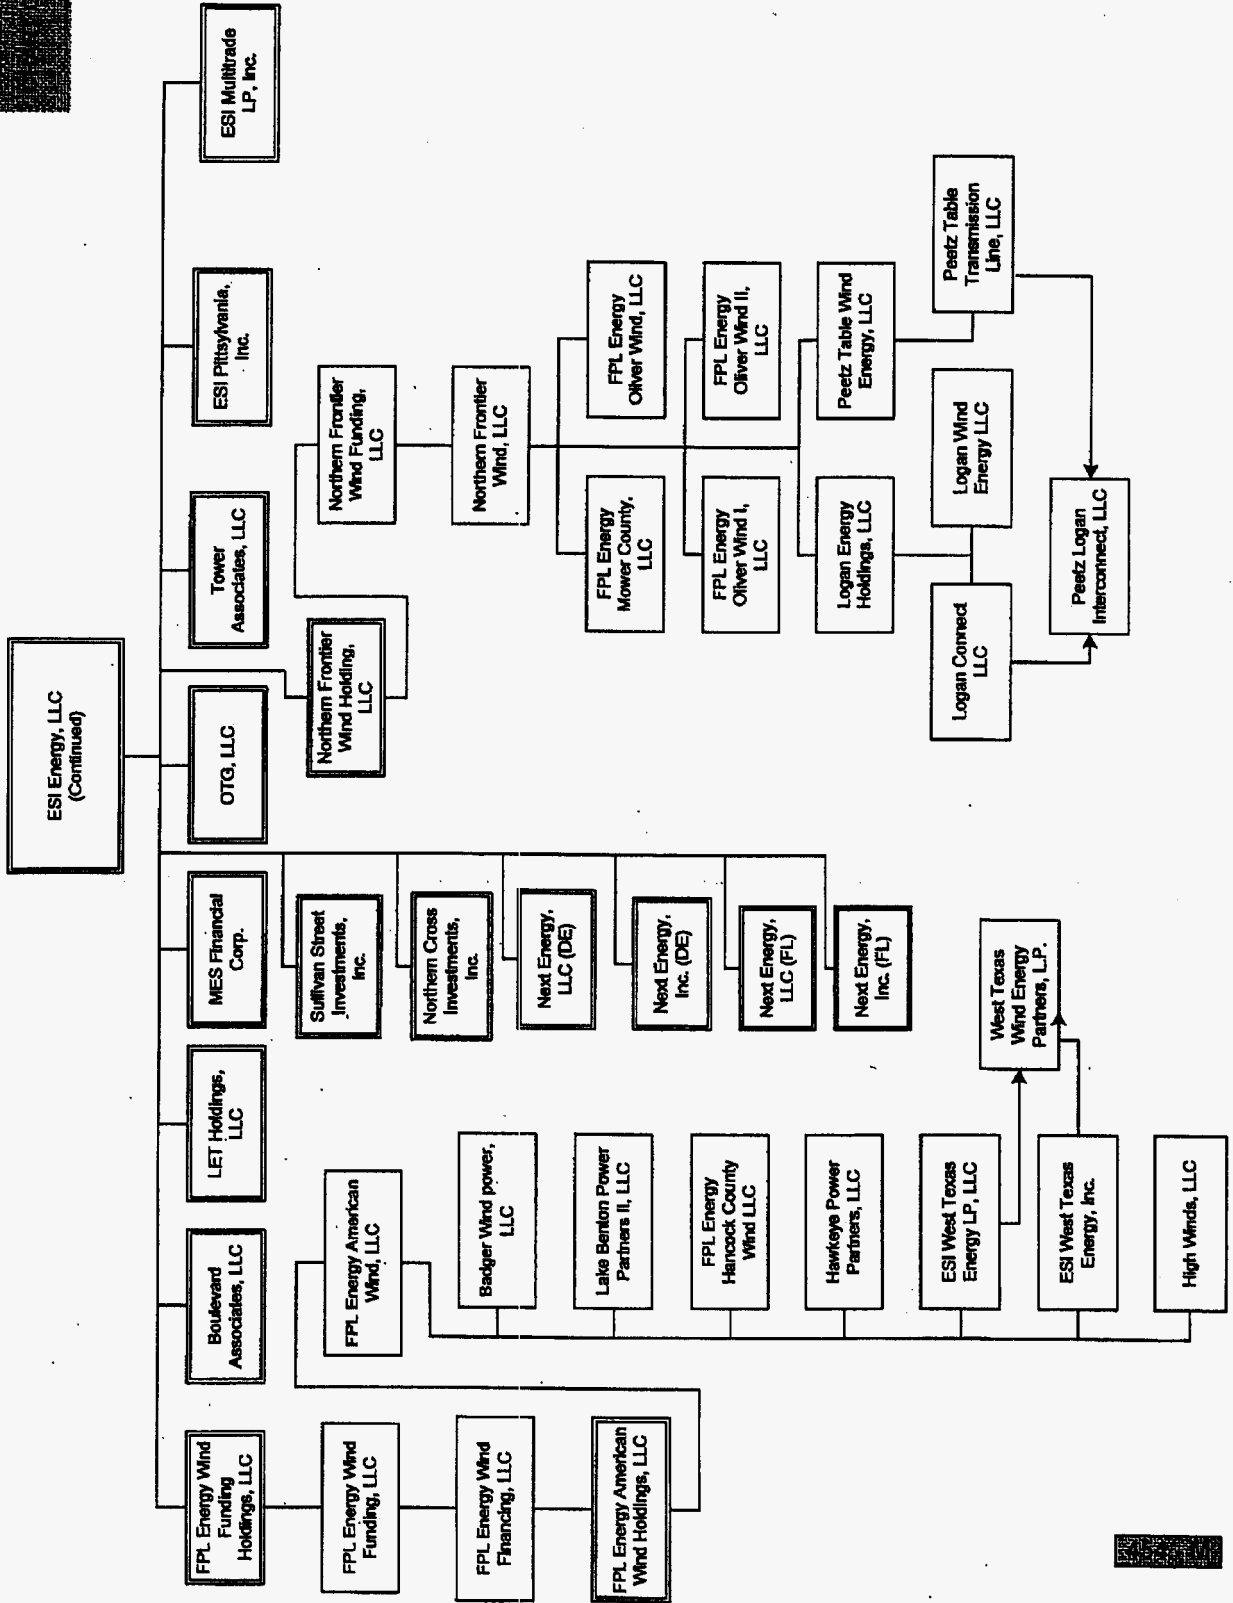 ESI Energy, LLC
(Continued)
FPL Energy Wind
Funding
Holdings, LLC
Boulevard
Associates, LLC
LET Holdings,
LLC
MES Financial
Corp.
OTG, LLC
Tower
Associates, LLC
ESI Pittsylvania,
Inc.
ESI Multitrade
LP, Inc.
FPL Energy Wind
Funding, LLC
FPL Energy Wind
Financing, LLC
FPL Energy American
Wind Holdings, LLC
FPL Energy American
Wind, LLC
Badger Wind power,
LLC
Lake Benton Power
Partners II, LLC
FPL Energy
Hancock County
Wind LLC
Hawkeye Power
Partners, LLC
ESI West Texas
Energy LP, LLC
ESI West Texas
Energy, Inc.
High Winds, LLC
West Texas
Wind Energy
Partners, L.P.
Sullivan Street
Investments,
Inc.
Northern Cross
Investments,
Inc.
Next Energy,
LLC (DE)
Next Energy,
Inc. (DE)
Next Energy,
LLC (FL)
Next Energy,
Inc. (FL)
Northern Frontier
Wind Holding,
LLC
Northern Frontier
Wind Funding,
LLC
Northern Frontier
Wind, LLC
FPL Energy
Mower County,
LLC
FPL Energy
Oliver Wind, LLC
FPL Energy
Oliver Wind I,
LLC
FPL Energy
Oliver Wind II,
LLC
Logan Energy
Holdings, LLC
Peetz Table Wind
Energy, LLC
Logan Connect
LLC
Logan Wind
Energy LLC
Peetz Table
Transmission
Line, LLC
Peetz Logan
Interconnect, LLC